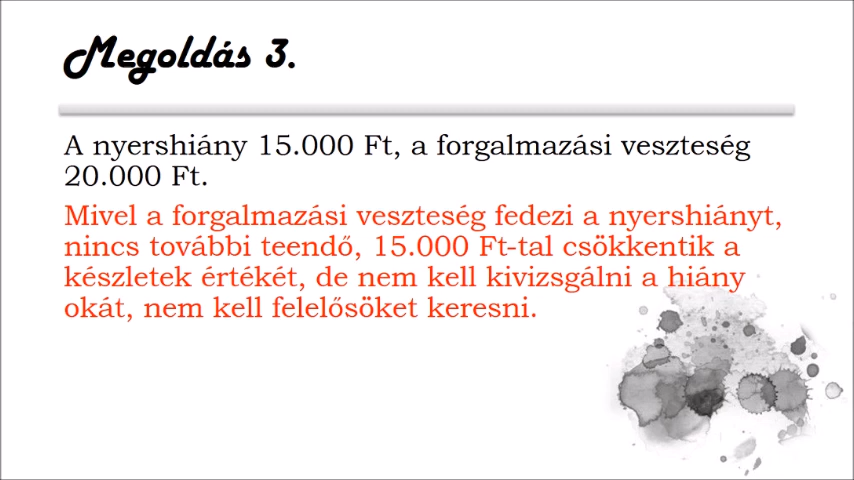 Megoldás 3.
A nyershiány 15.000 Ft, a forgalmazási veszteség
20.000 Ft.
Mivel a forgalmazási veszteség fedezi a nyershiányt,
nincs további teendő, 15.000 Ft-tal csökkentik a
készletek értékét, de nem kell kivizsgálni a hiány
okát, nem kell felelősöket keresni.